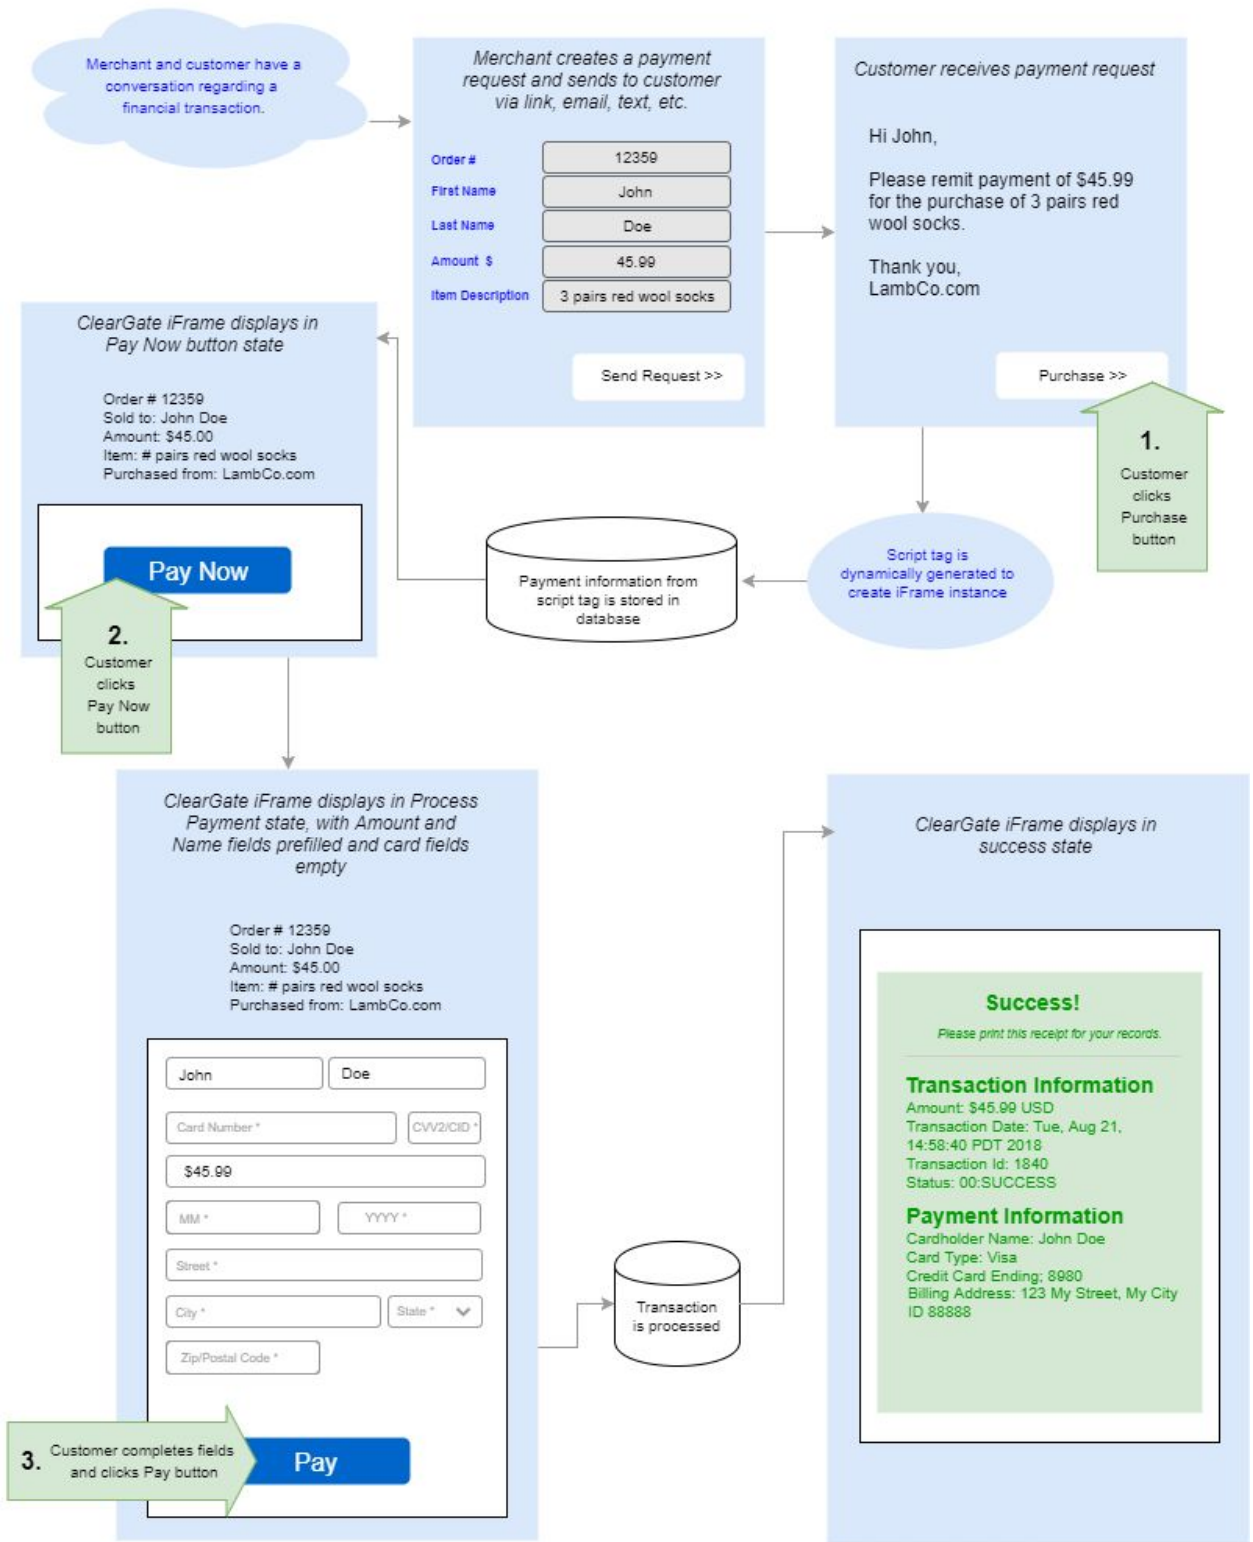 Merchant and customer have a
conversation regarding a
financial transaction.
Merchant creates a payment
request and sends to customer
via link, email, text, etc.
Order #
12359
First Name
John
Last Name
Doe
Amount $
45.99
Item Description
3 pairs red wool socks
Send Request >>
Customer receives payment request
Hi John,
Please remit payment of $45.99
for the purchase of 3 pairs red
wool socks.
Thank you,
LambCo.com
Purchase >>
1.
Customer
clicks
Purchase
button
Script tag is
dynamically generated to
create iFrame instance
Payment information from
script tag is stored in
database
ClearGate iFrame displays in
Pay Now button state
Order # 12359
Sold to: John Doe
Amount: $45.00
Item: # pairs red wool socks
Purchased from: LambCo.com
Pay Now
2.
Customer
clicks
Pay Now
button
ClearGate iFrame displays in Process
Payment state, with Amount and
Name fields prefilled and card fields
empty
Order # 12359
Sold to: John Doe
Amount: $45.00
Item: # pairs red wool socks
Purchased from: LambCo.com
John
Doe
Card Number *
CVV2/CID *
$45.99
MM *
YYYY *
Street *
City *
State *
Zip/Postal Code *
3.
Customer completes fields
and clicks Pay button
Pay
Transaction
is processed
ClearGate iFrame displays in
success state
Success!
Please print this receipt for your records.
Transaction Information
Amount: $45.99 USD
Transaction Date: Tue, Aug 21,
14:58:40 PDT 2018
Transaction Id: 1840
Status: 00:SUCCESS
Payment Information
Cardholder Name: John Doe
Card Type: Visa
Credit Card Ending; 8980
Billing Address: 123 My Street, My City
ID 88888